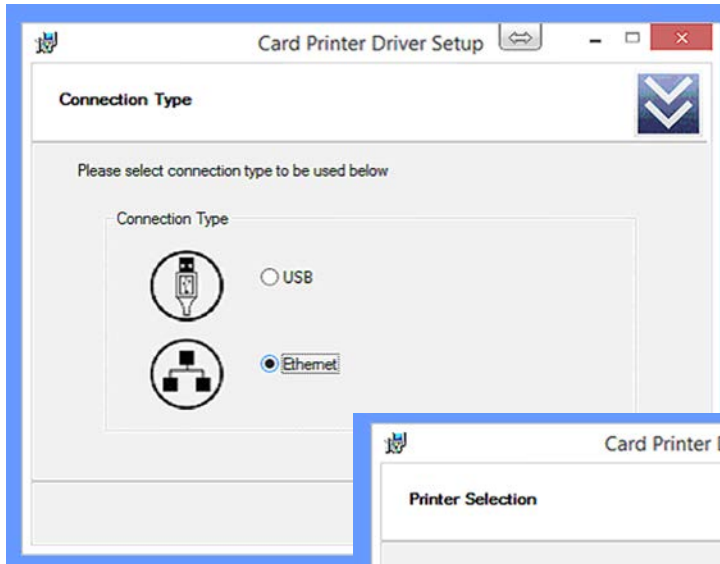 Card Printer Driver Setup
Connection Type
Please select connection type to be used below
Connection Type
USB
Ethernet
Card Printer
Printer Selection